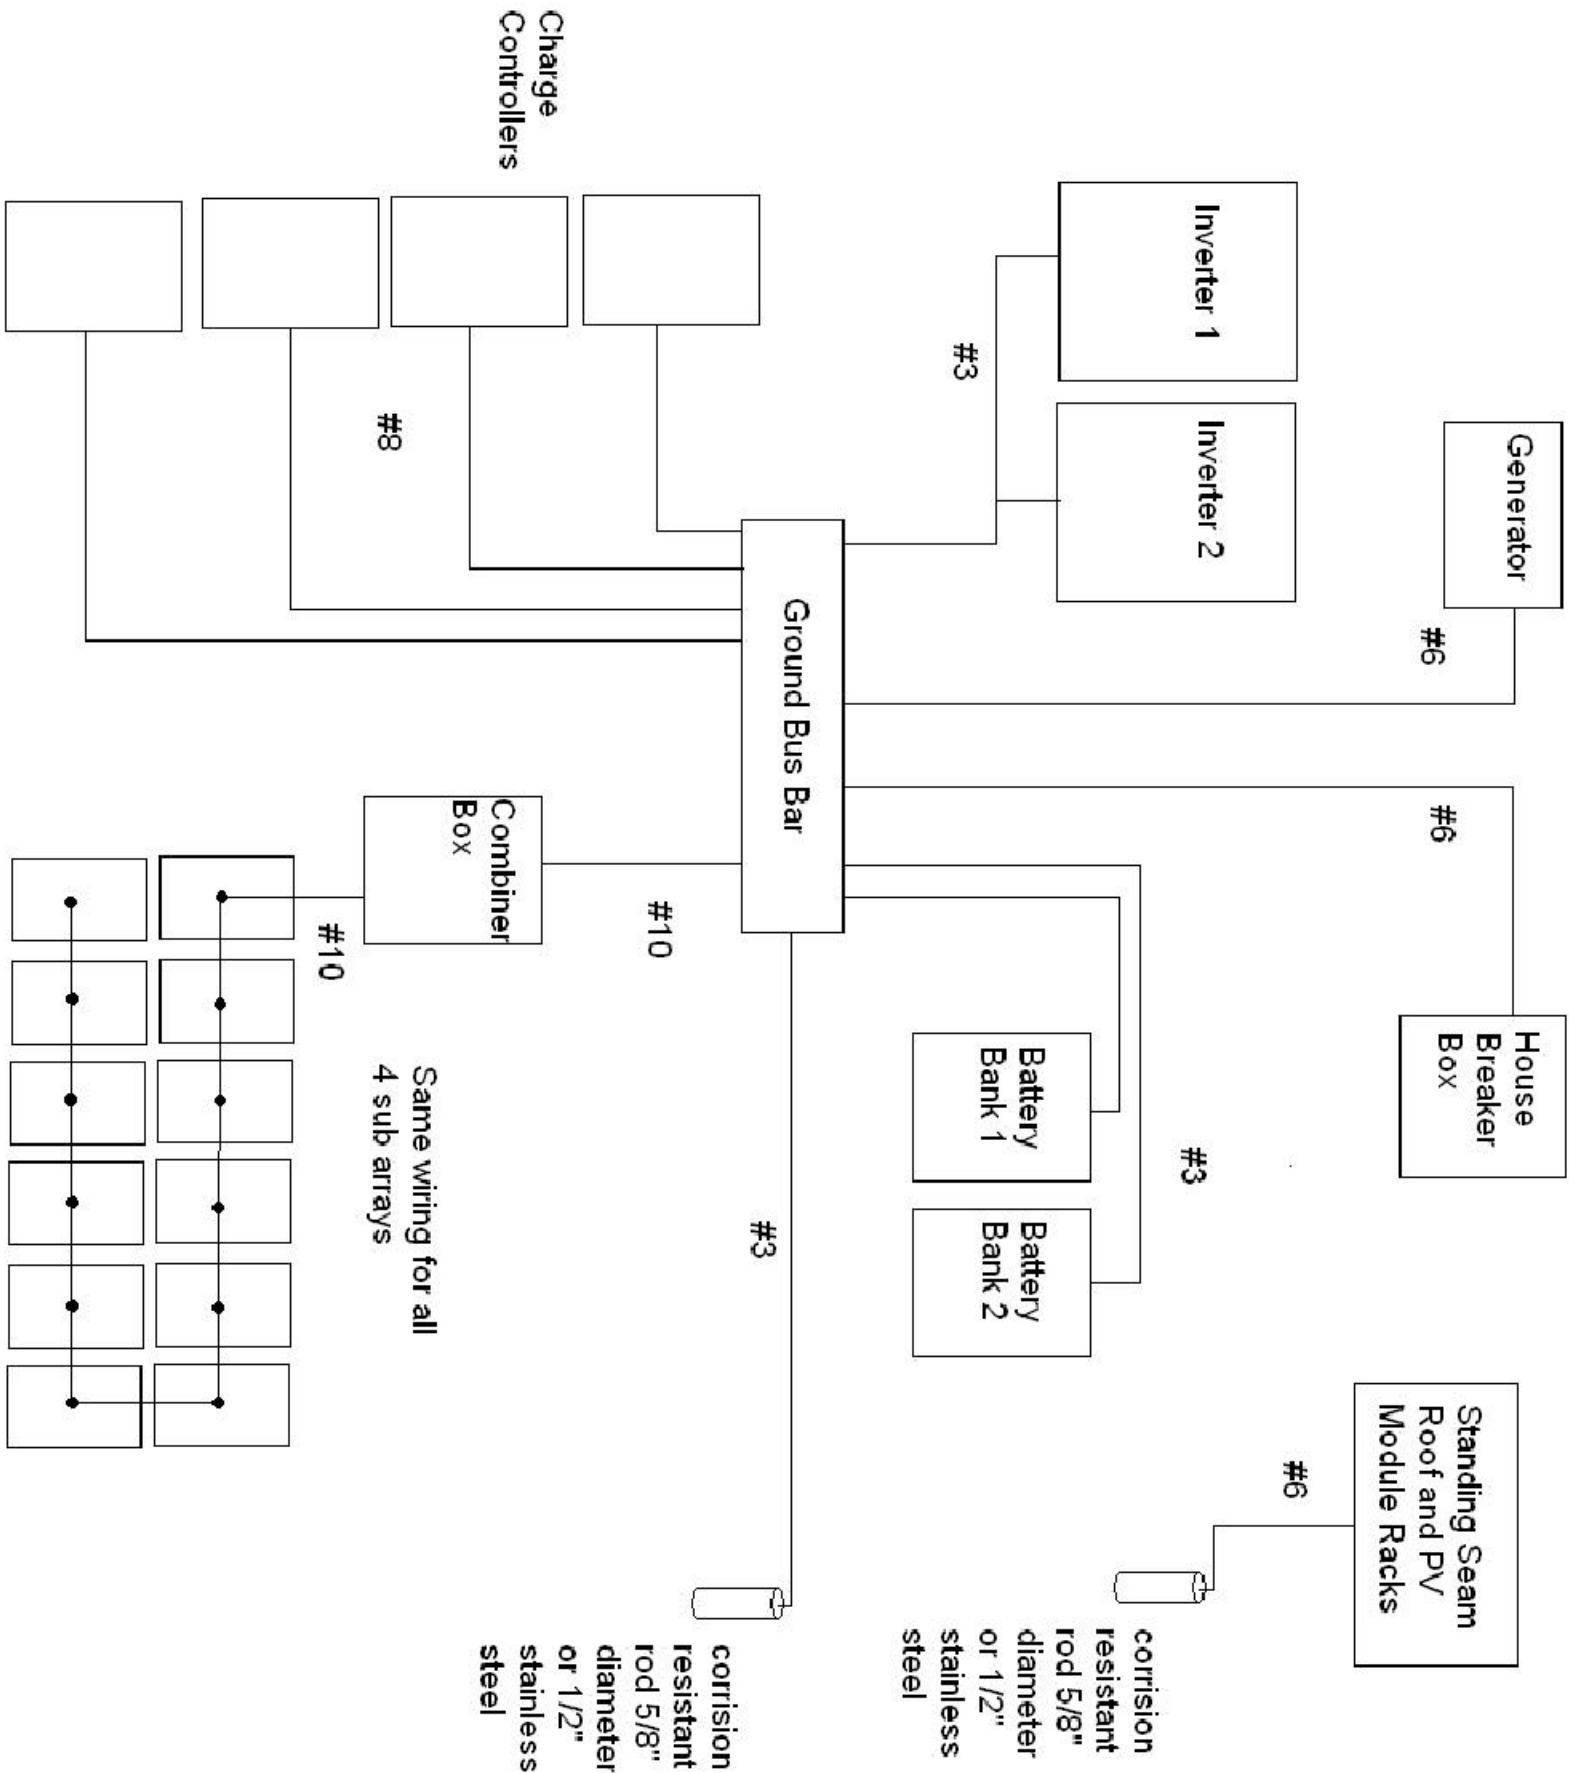 Generator
#6
Inverter 1
Inverter 2
#3
Charge
Controllers
#8
Ground Bus Bar
#6
House
Breaker
Box
Battery
Bank 1
Battery
Bank 2
#3
Standing Seam
Roof and PV
Module Racks
#6
corrision
resistant
rod 5/8"
diameter
or 1/2"
stainless
steel
#3
corrision
resistant
rod 5/8"
diameter
or 1/2"
stainless
steel
Combiner
Box
#10
#10
Same wiring for all
4 sub arrays